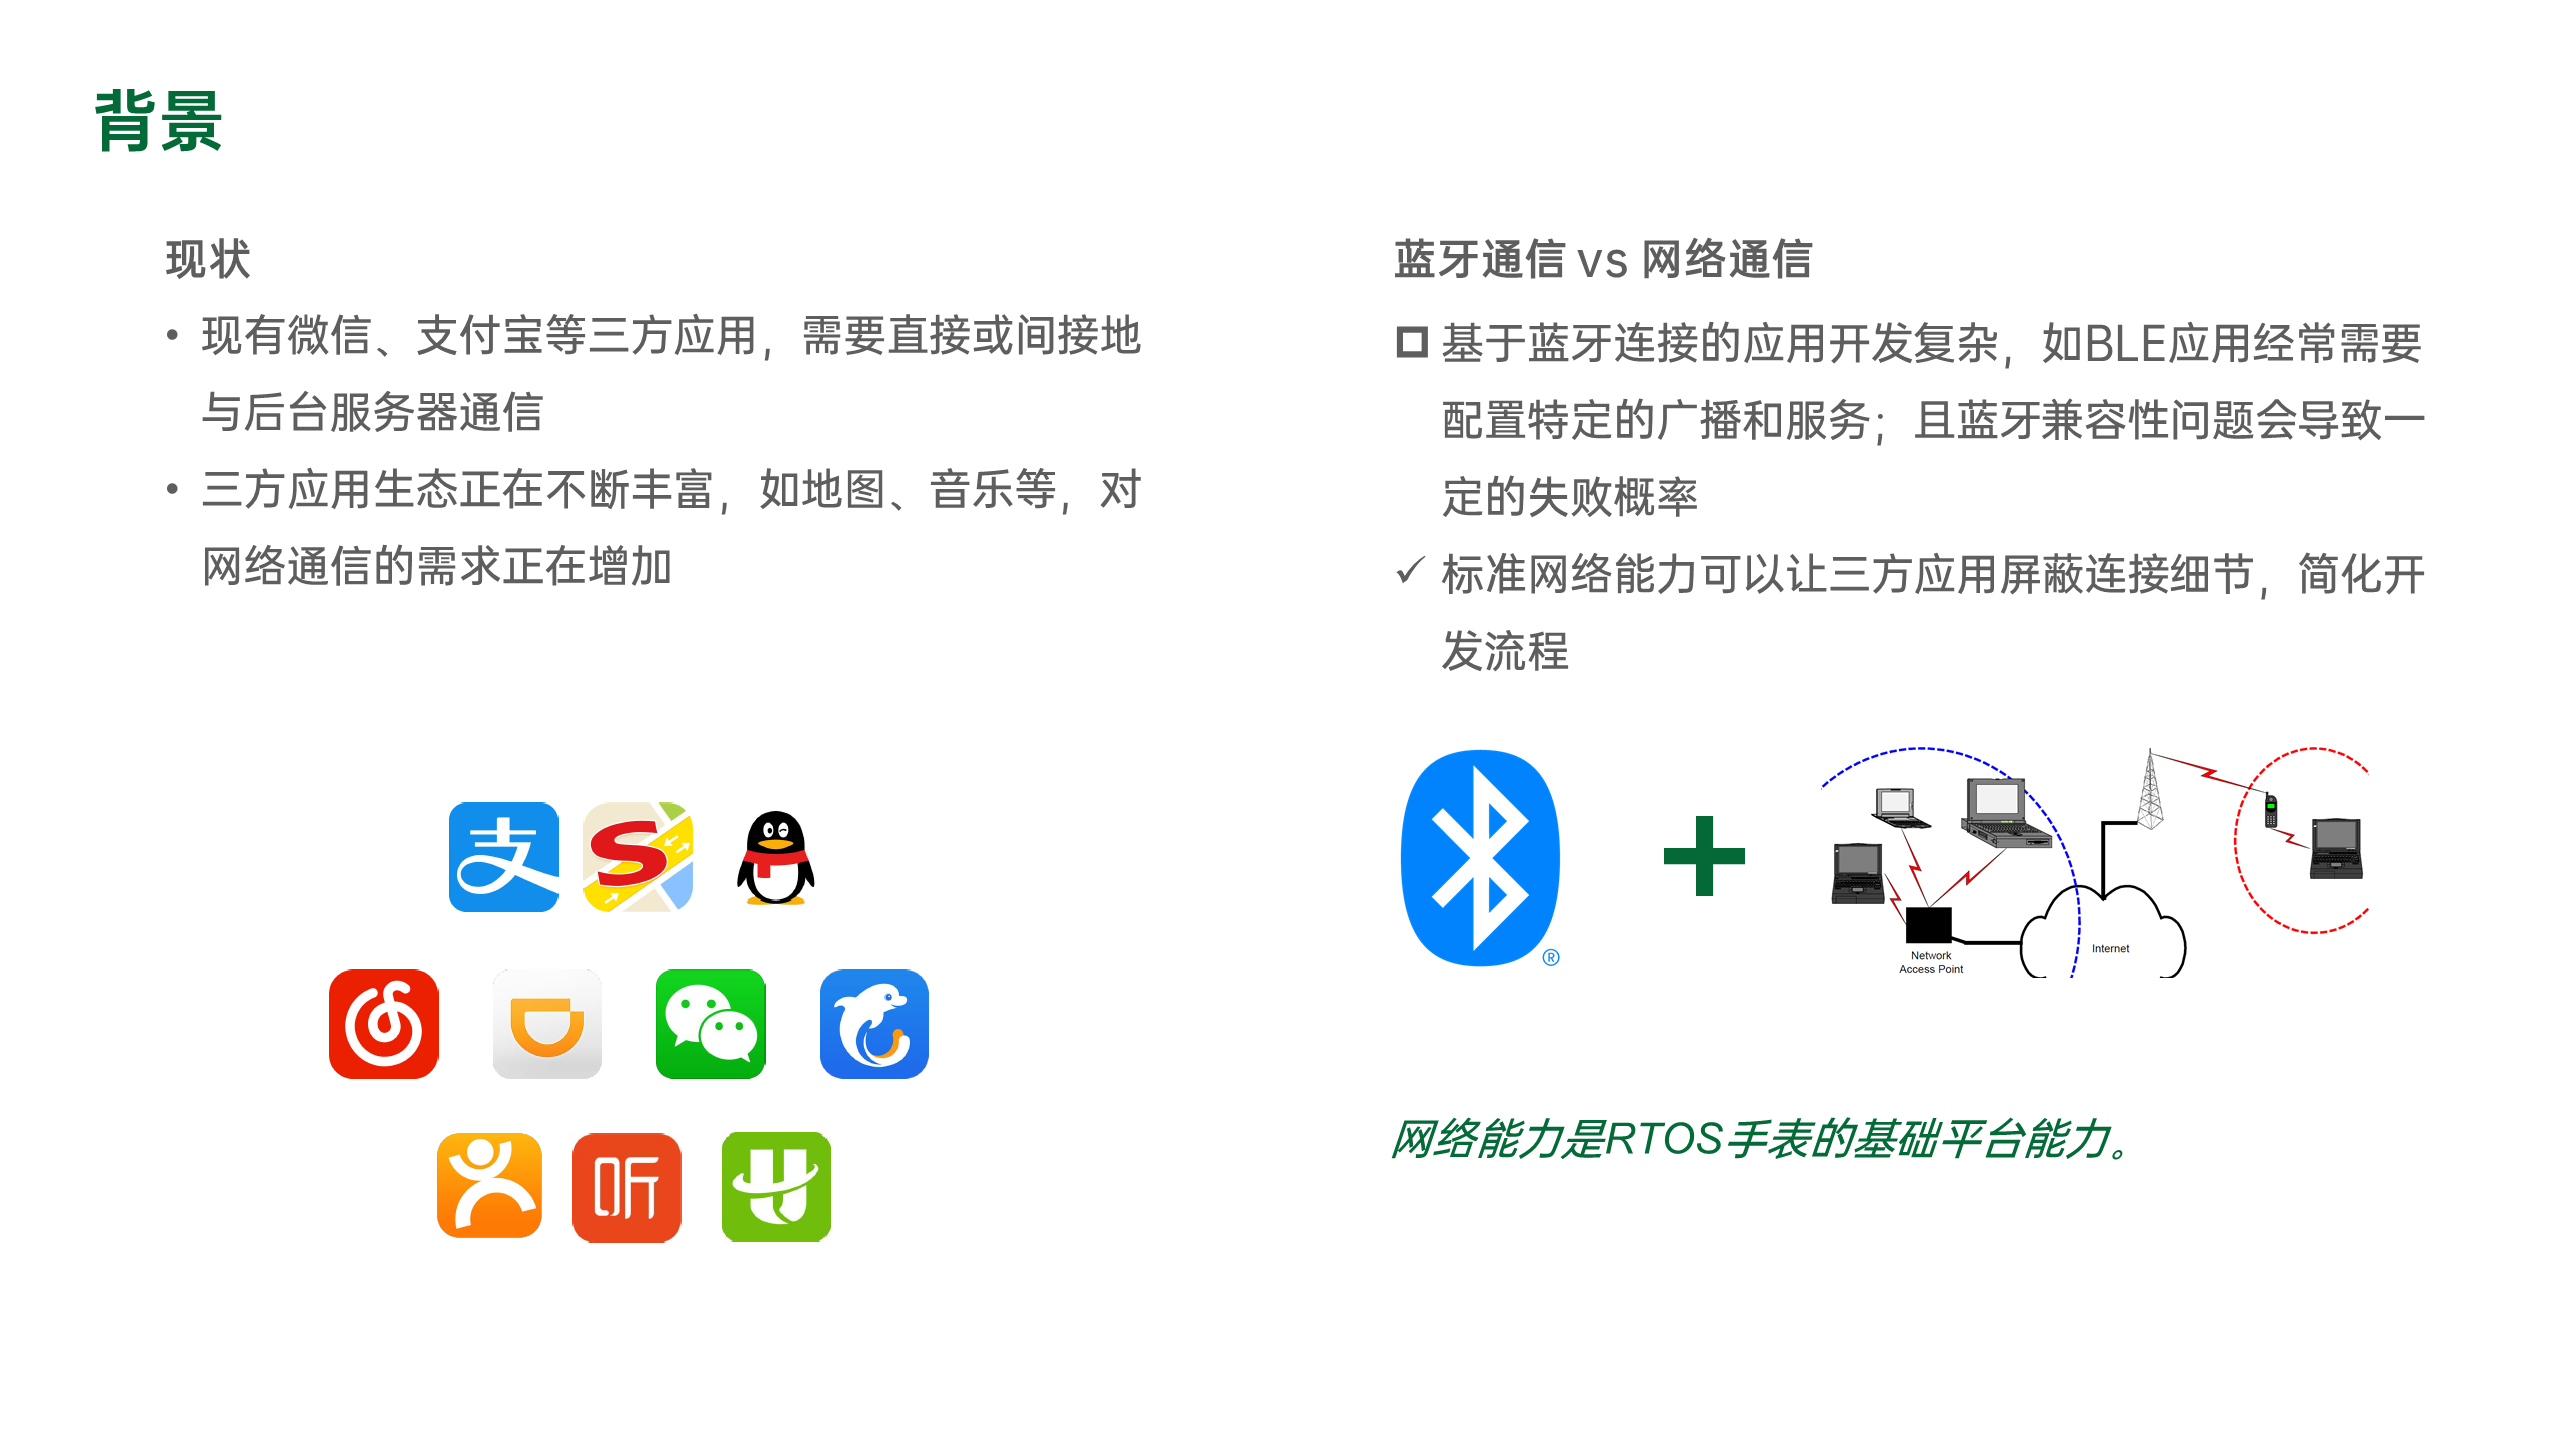 背景
现状
• 现有微信、支付宝等三方应用，需要直接或间接地
与后台服务器通信
• 三方应用生态正在不断丰富，如地图、音乐等，对
网络通信的需求正在增加
支
S
听
蓝牙通信 vs 网络通信
基于蓝牙连接的应用开发复杂，如BLE应用经常需要
配置特定的广播和服务；且蓝牙兼容性问题会导致一
定的失败概率
✓ 标准网络能力可以让三方应用屏蔽连接细节，简化开
发流程
®
Network
Access Point
Internet
网络能力是RTOS手表的基础平台能力。